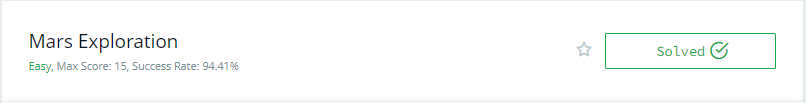 Mars Exploration
Solved
Easy, Max Score: 15, Success Rate: 94.41%